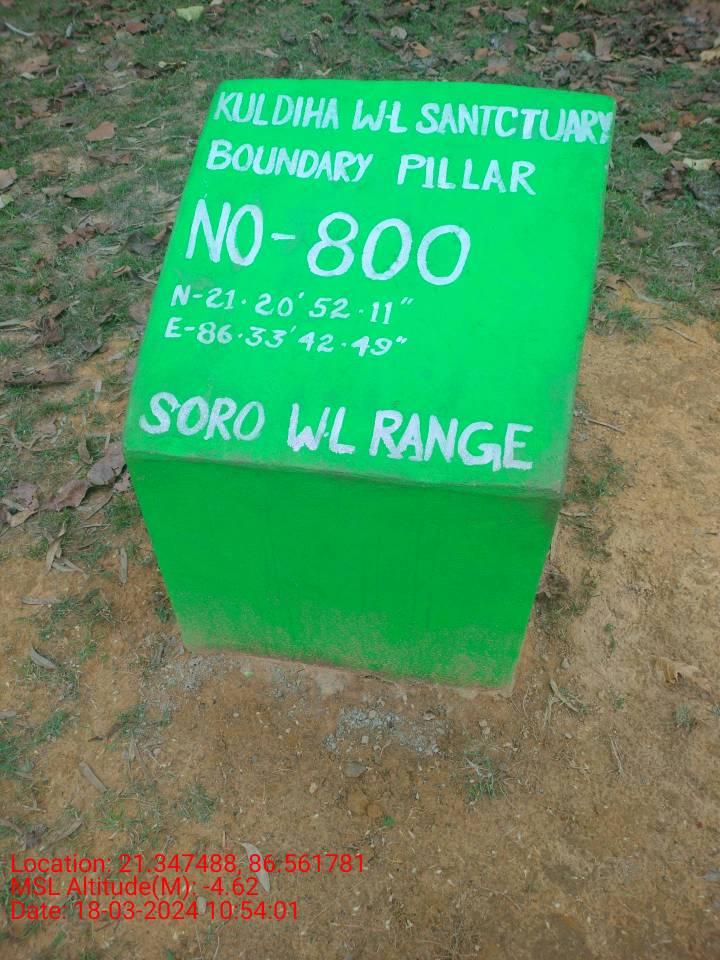 KULDIHA W·L SANTCTUARY
BOUNDARY PILLAR
NO-800
N-21·20'52·11"
E-86·33'42·49"
SORO W·L RANGE
Location: 21.347488, 86.561781
MSL Altitude(M): -4.62
Date: 18-03-2024 10:54:01